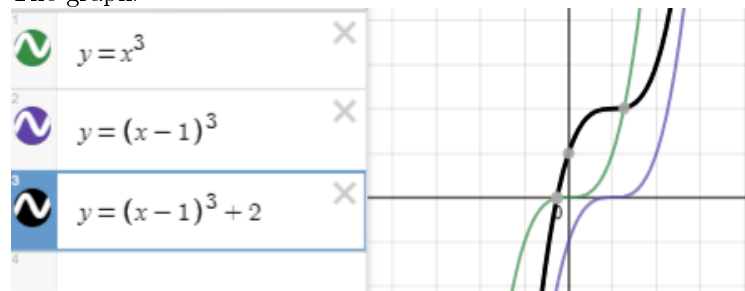 1
y = x³
2
y = (x − 1)³
3
y = (x − 1)³ + 2
4
0